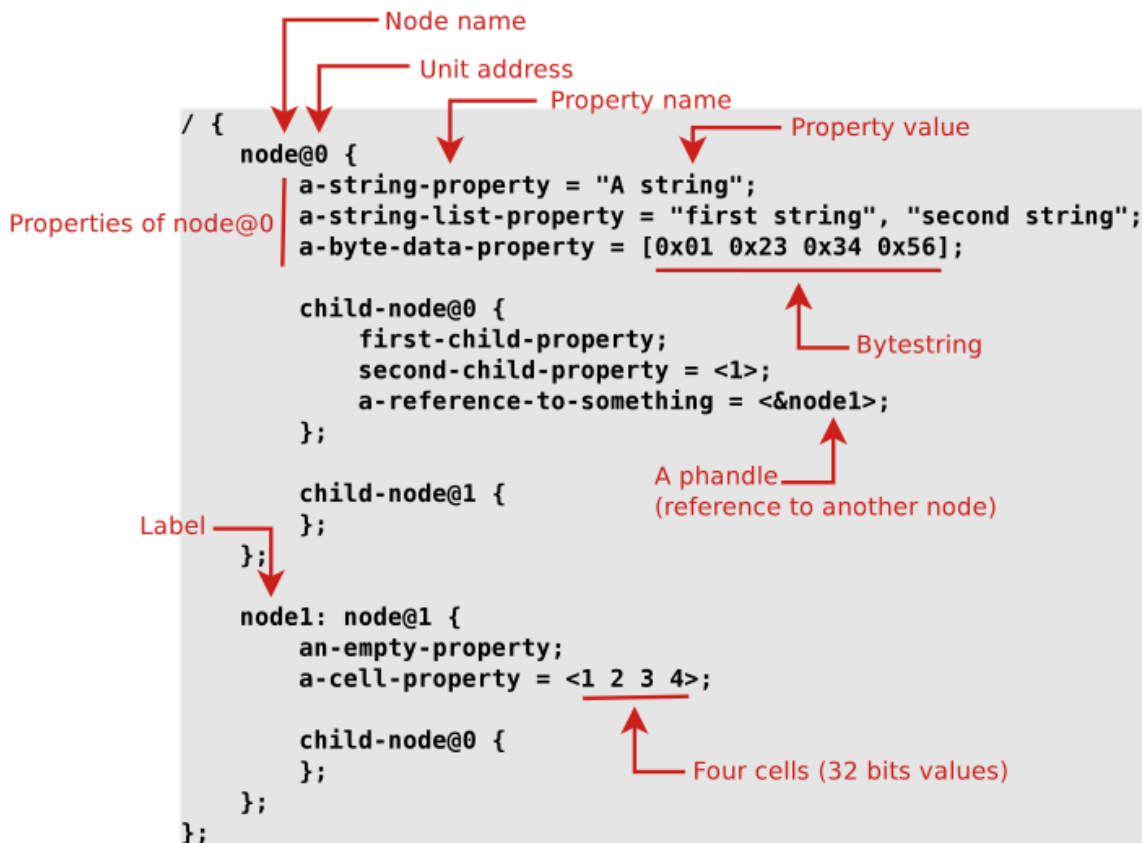 Node name
Unit address
Property name
Property value
/ {
node@0 {
a-string-property = "A string";
Properties of node@0
a-string-list-property = "first string", "second string";
a-byte-data-property = [0x01 0x23 0x34 0x56];
child-node@0 {
first-child-property;
Bytestring
second-child-property = <1>;
a-reference-to-something = <&node1>;
};
A phandle
(reference to another node)
child-node@1 {
Label
};
};
node1: node@1 {
an-empty-property;
a-cell-property = <1 2 3 4>;
child-node@0 {
};
Four cells (32 bits values)
};
};